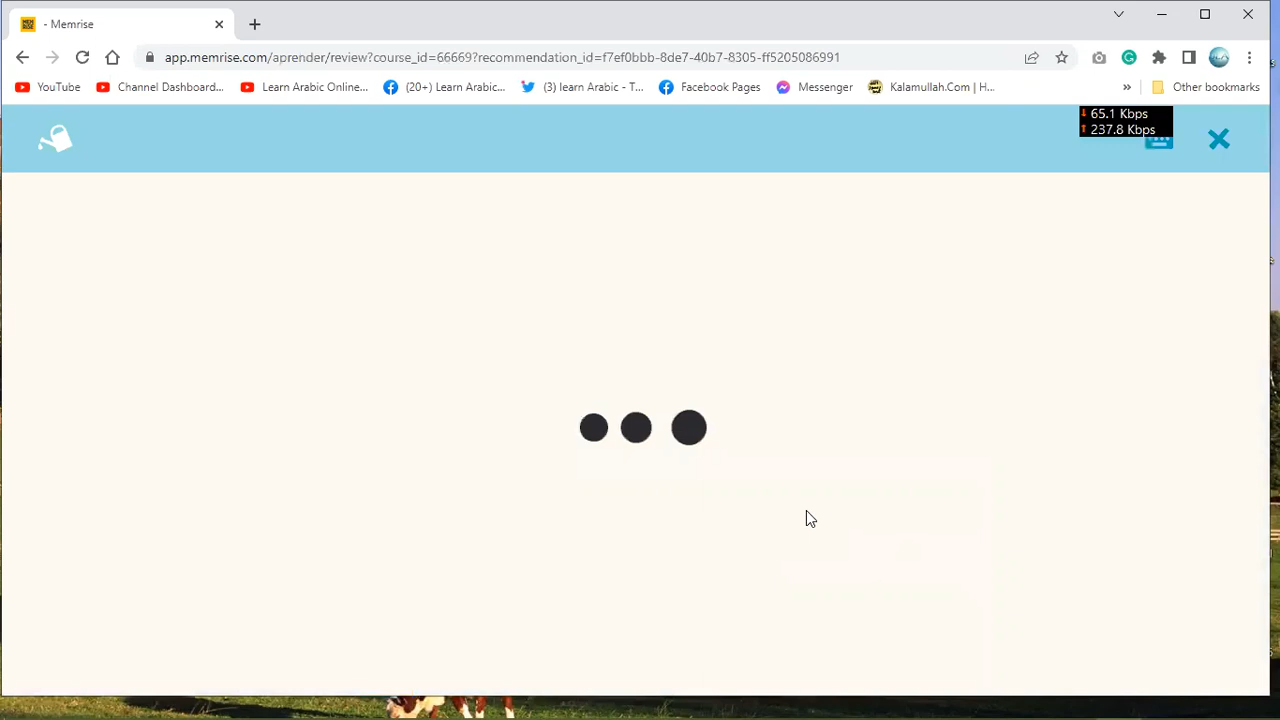 - Memrise
app.memrise.com/aprender/review?course_id=66669?recommendation_id=f7ef0bbb-8de7-40b7-8305-ff5205086991
YouTube Channel Dashboard... Learn Arabic Online... (20+) Learn Arabic... (3) learn Arabic - T... Facebook Pages Messenger Kalamullah.Com | H... » Other bookmarks
65.1 Kbps
237.8 Kbps